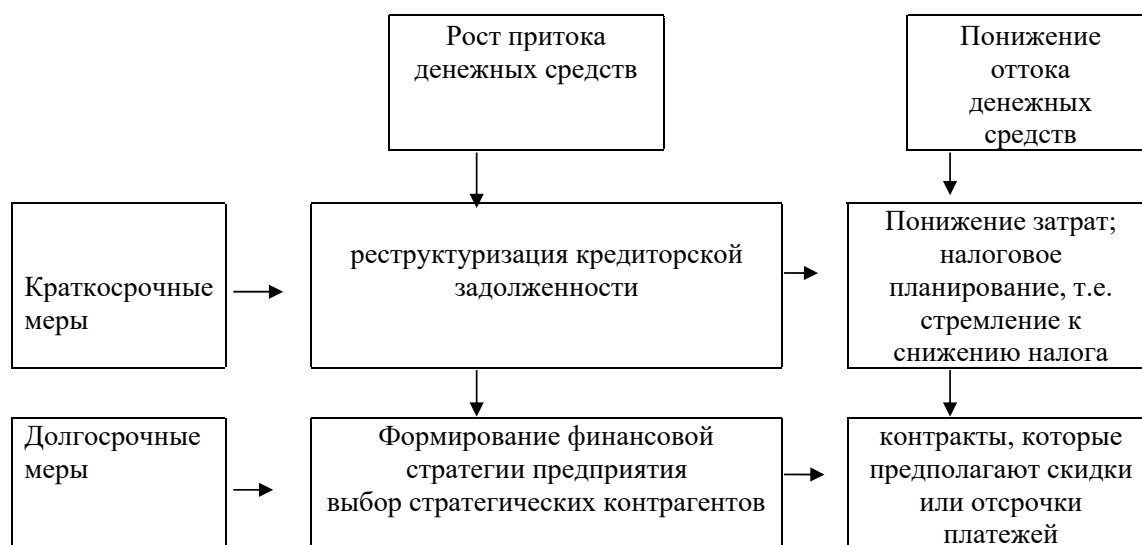 Рост притока
денежных средств
Понижение
оттока
денежных
средств
Краткосрочные
меры
реструктуризация кредиторской
задолженности
Понижение затрат;
налоговое
планирование, т.е.
стремление к
снижению налога
Долгосрочные
меры
Формирование финансовой
стратегии предприятия
выбор стратегических контрагентов
контракты, которые
предполагают скидки
или отсрочки
платежей